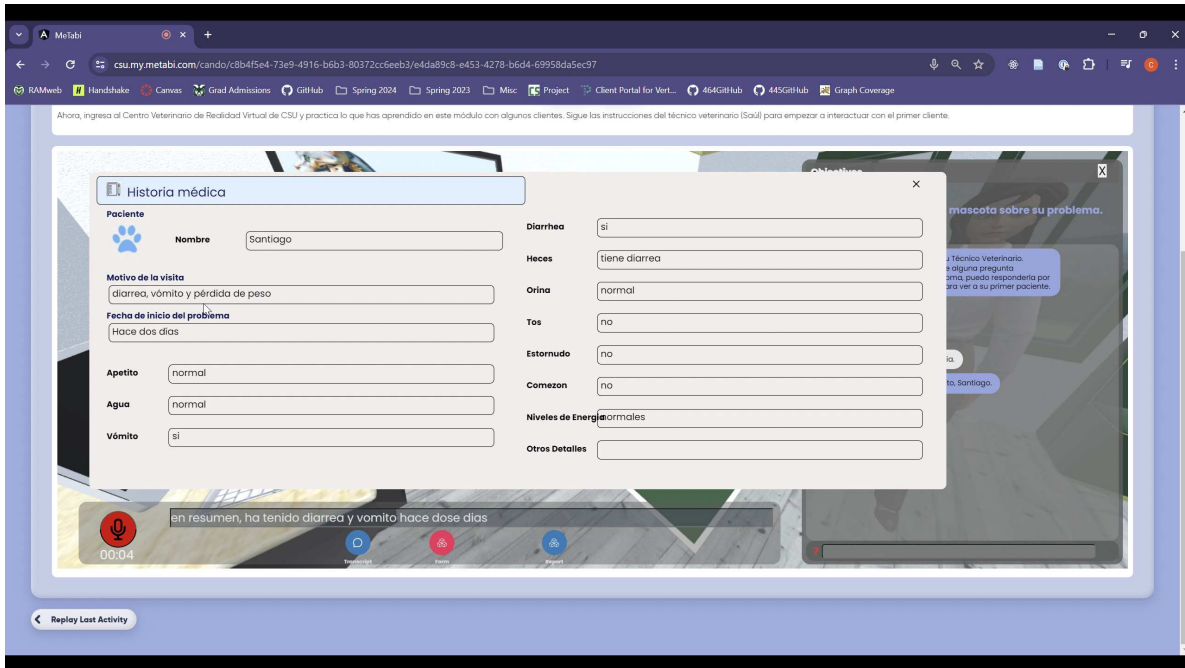 MeTabi
csu.my.metabi.com/cando/c8b4f5e4-73e9-4916-b6b3-80372cc6eeb3/e4da89c8-e453-4278-b6d4-69958da5ec97
RAMweb Handshake Canvas Grad Admissions GitHub Spring 2024 Spring 2023 Misc Project Client Portal for Vert... 464GitHub 445GitHub Graph Coverage
Ahora, ingresa al Centro Veterinario de Realidad Virtual de CSU y practica lo que has aprendido en este módulo con algunos clientes. Sigue las instrucciones del técnico veterinario (Saúl) para empezar a interactuar con el primer cliente.
Objectives
X
mascota sobre su problema.
Técnico Veterinario.
alguna pregunta
oma, puedo responderla por
ara ver a su primer paciente.
ia.
to, Santiago.
Historia médica
Paciente
Nombre Santiago
Motivo de la visita
diarrea, vómito y pérdida de peso
Fecha de inicio del problema
Hace dos días
Apetito normal
Agua normal
Vómito si
Diarrhea si
Heces tiene diarrea
Orina normal
Tos no
Estornudo no
Comezon no
Niveles de Energía normales
Otros Detalles
en resumen, ha tenido diarrea y vomito hace dose dias
00:04
Transcript Form Report
?
Replay Last Activity